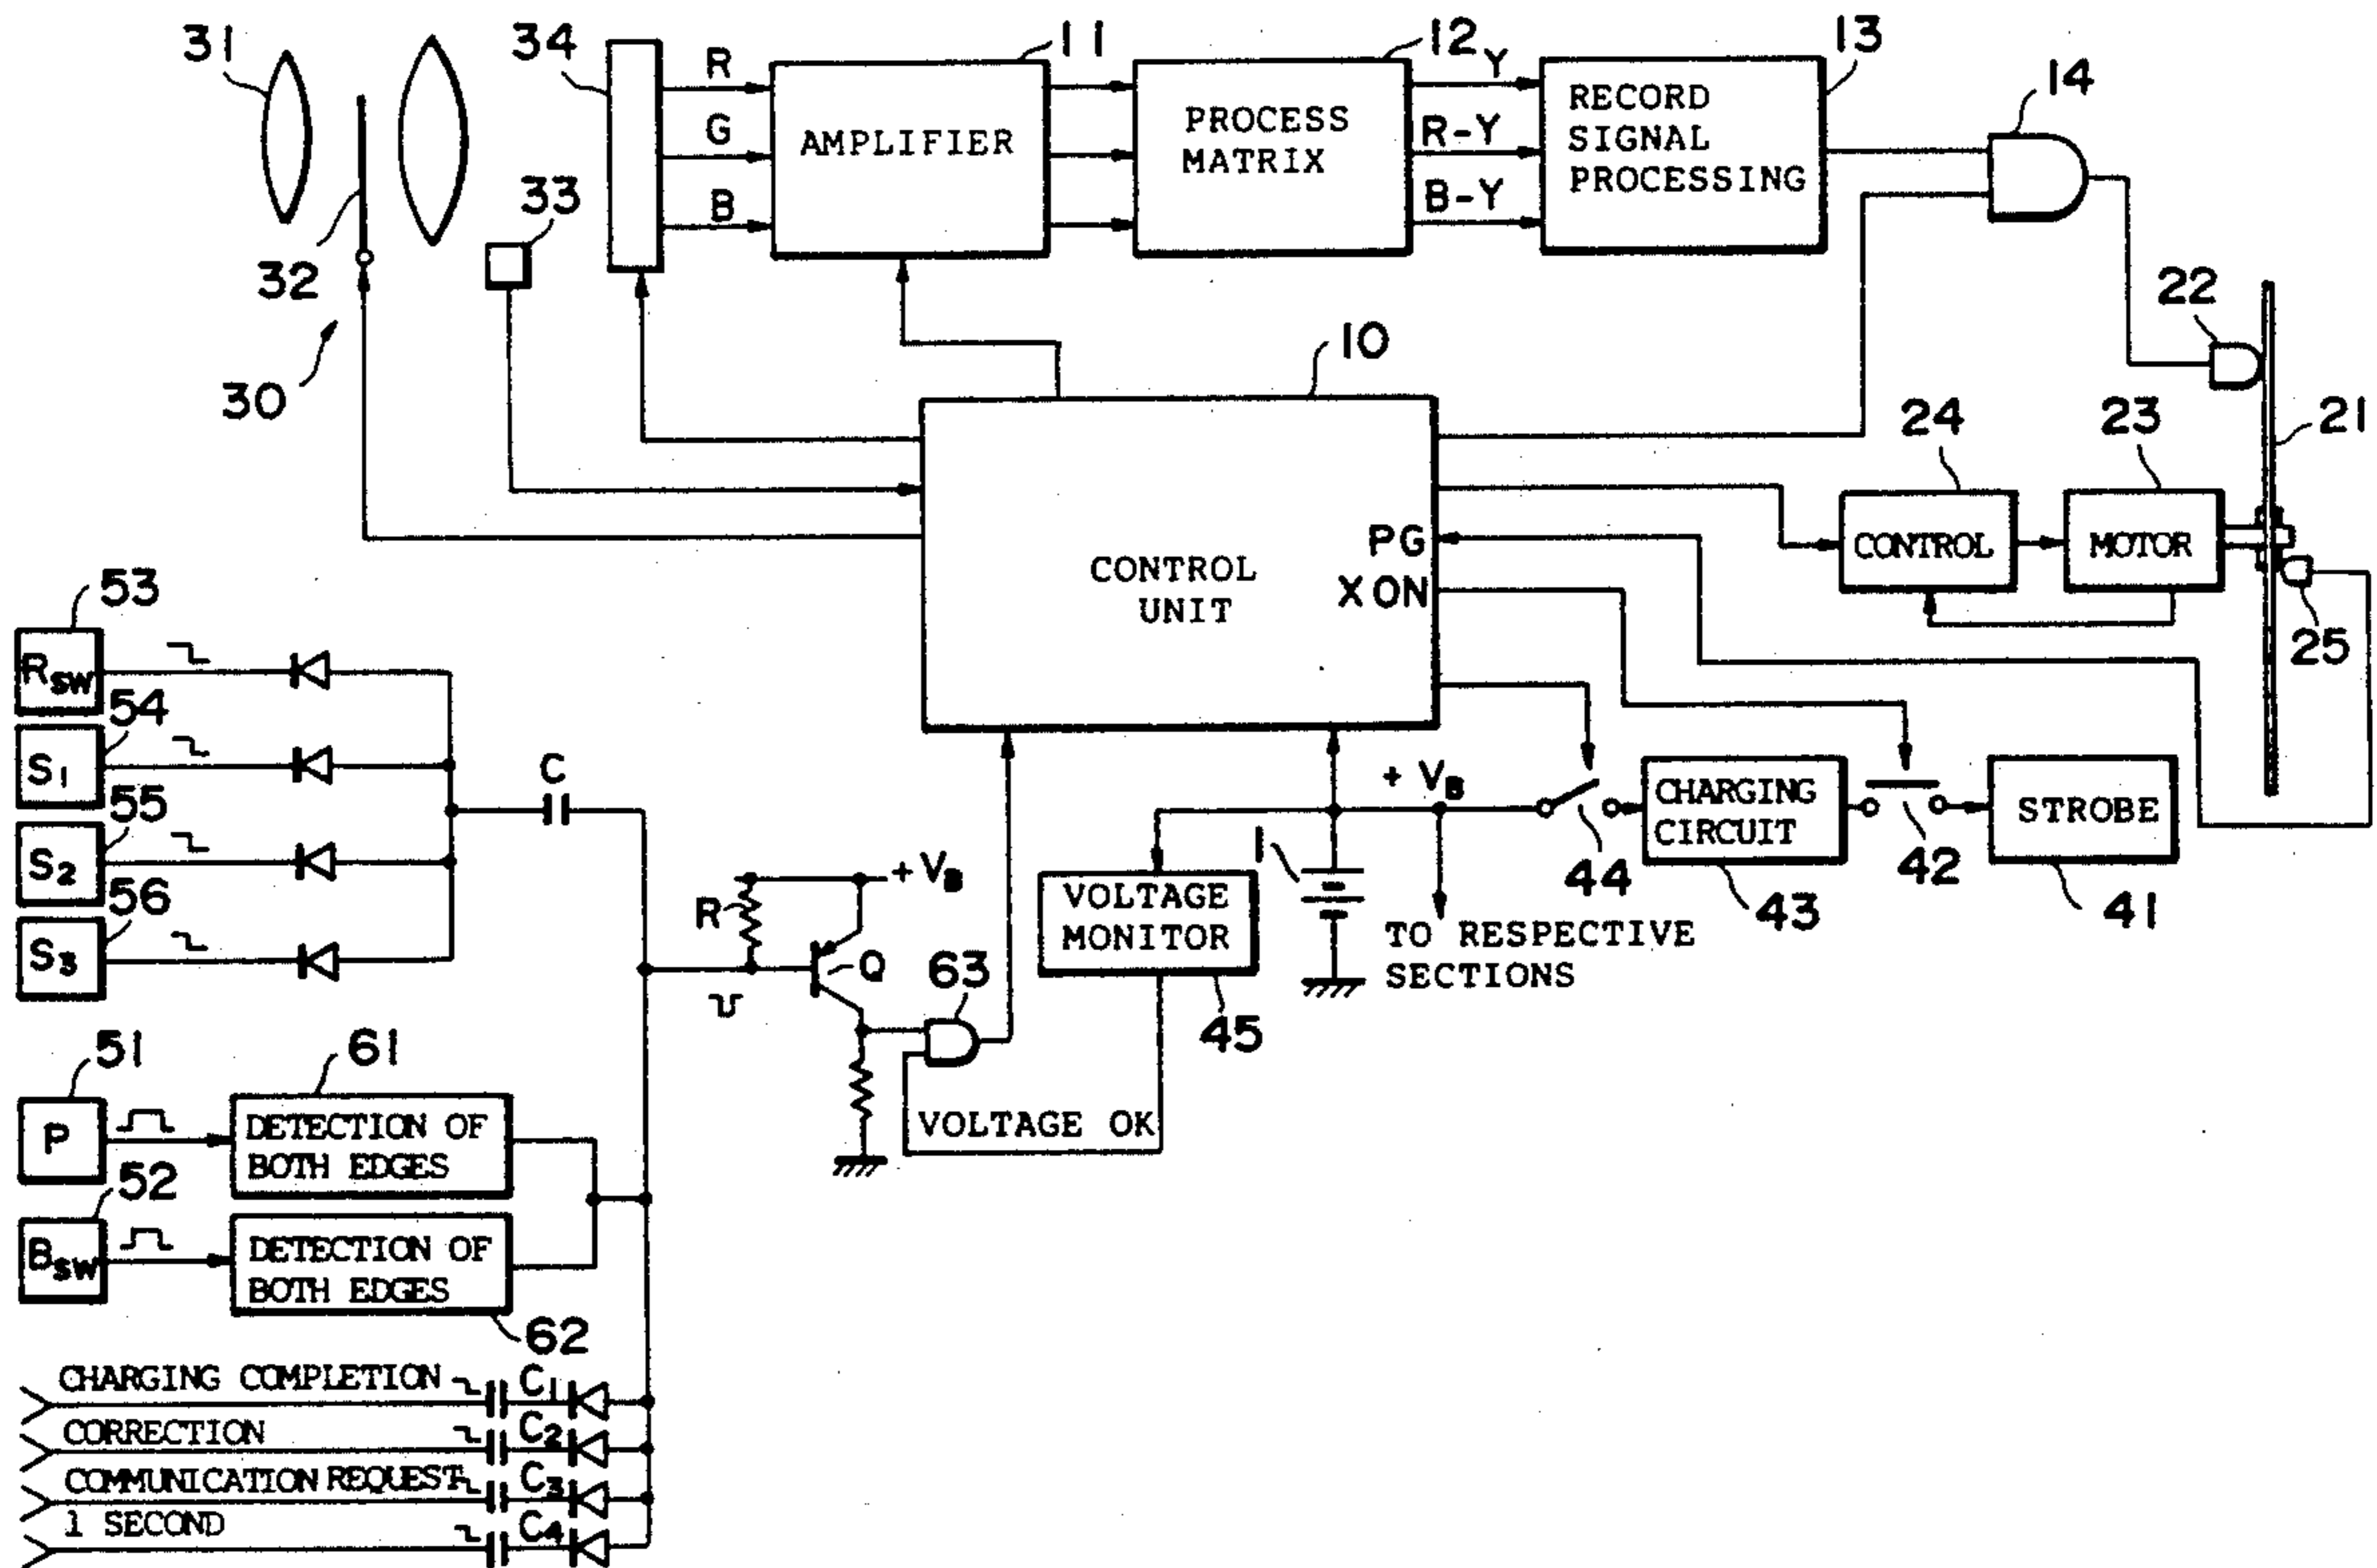 31
34
R
G
B
11
AMPLIFIER
12
PROCESS
MATRIX
Y
R-Y
B-Y
13
RECORD
SIGNAL
PROCESSING
14
33
32
30
22
10
CONTROL
UNIT
PG
XON
24
CONTROL
23
MOTOR
21
25
53
RSW
54
S1
55
S2
56
S3
C
R
+ VB
Q
63
VOLTAGE
MONITOR
45
VOLTAGE OK
1
+ VB
TO RESPECTIVE
SECTIONS
44
CHARGING
CIRCUIT
43
42
STROBE
41
51
P
61
DETECTION OF
BOTH EDGES
52
BSW
DETECTION OF
BOTH EDGES
62
CHARGING COMPLETION
C1
CORRECTION
C2
COMMUNICATION REQUEST
C3
1 SECOND
C4